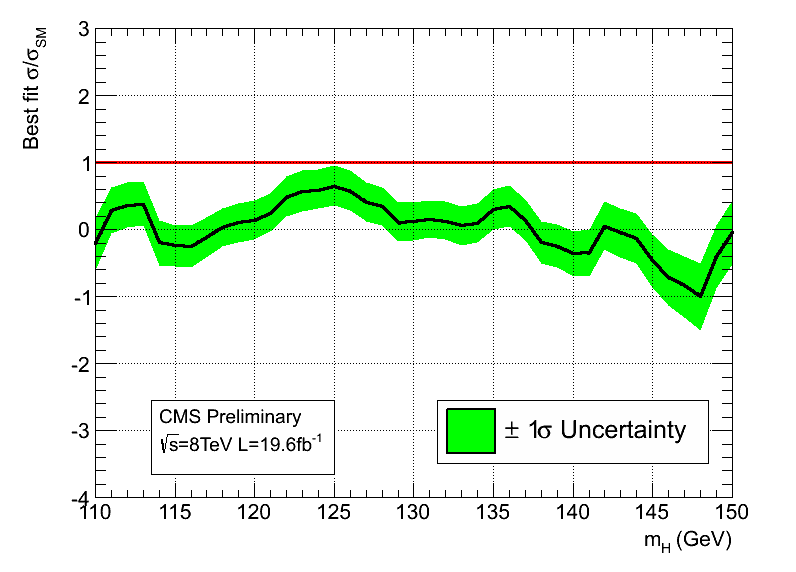 Best fit σ/σSM
3
2
1
0
-1
-2
-3
-4
CMS Preliminary
√s=8TeV L=19.6fb-1
± 1σ Uncertainty
110 115 120 125 130 135 140 145 150
mH (GeV)